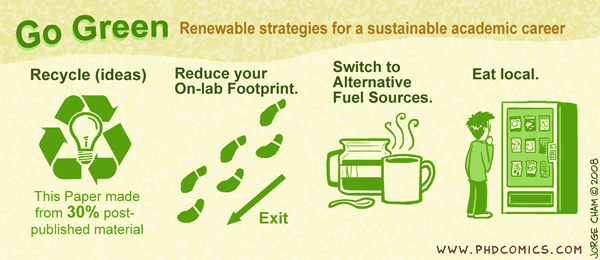 Go Green Renewable strategies for a sustainable academic career
Recycle (ideas)
This Paper made
from 30% post-
published material
Reduce your
On-lab Footprint.
Exit
Switch to
Alternative
Fuel Sources.
Eat local.
JORGE CHAM © 2008
WWW.PHDCOMICS.COM